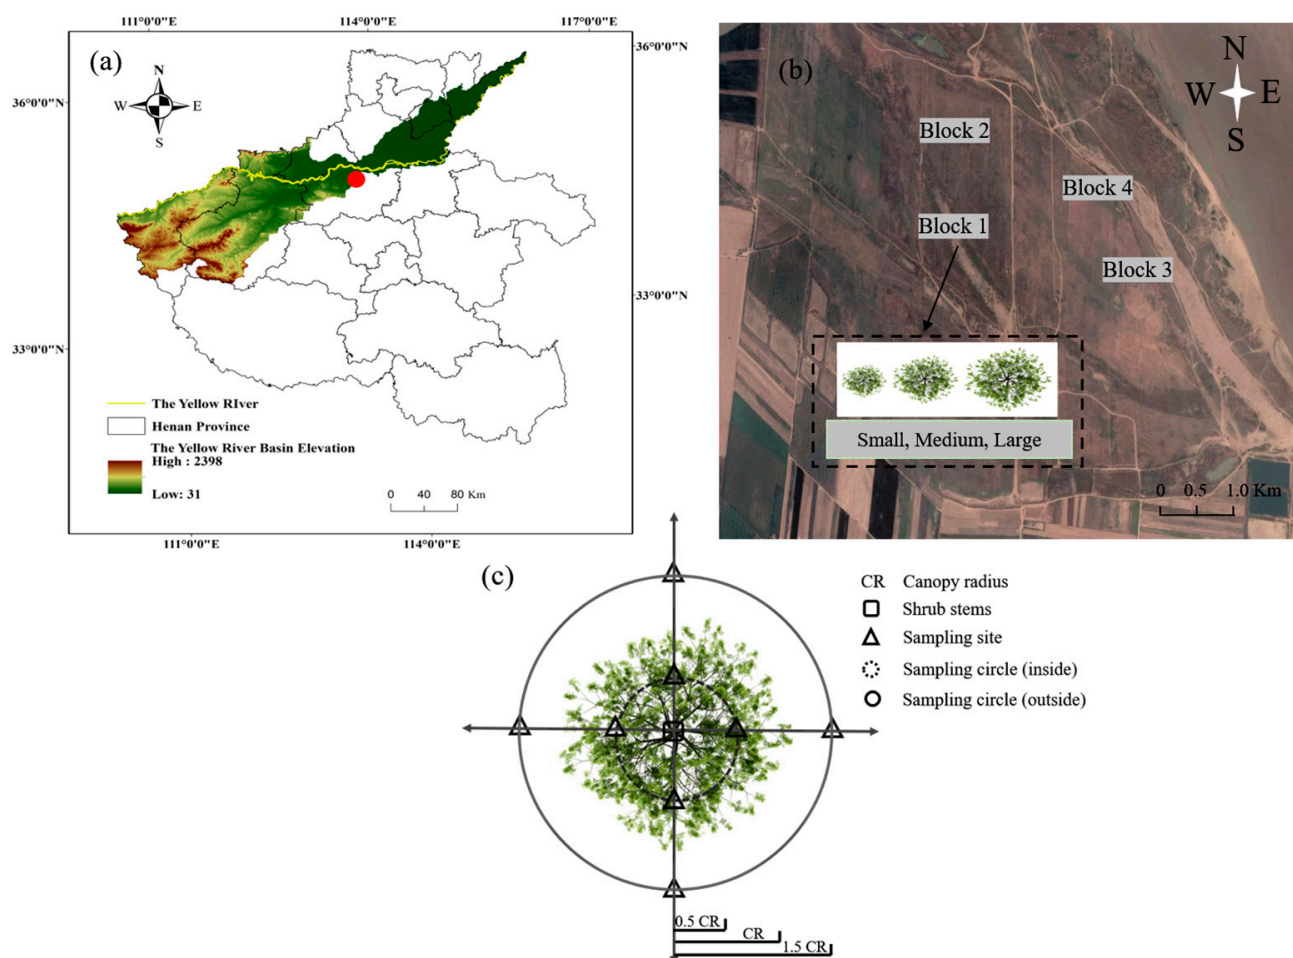 111°0'0"E
114°0'0"E
117°0'0"E
(a)
36°0'0"N
36°0'0"N
N
W
E
S
33°0'0"N
33°0'0"N
The Yellow RIver
Henan Province
The Yellow River Basin Elevation
High : 2398
Low: 31
0 40 80 Km
111°0'0"E
114°0'0"E
(b)
N
W E
S
Block 2
Block 4
Block 1
Block 3
Small, Medium, Large
0 0.5 1.0 Km
(c)
CR Canopy radius
Shrub stems
Sampling site
Sampling circle (inside)
Sampling circle (outside)
0.5 CR
CR
1.5 CR